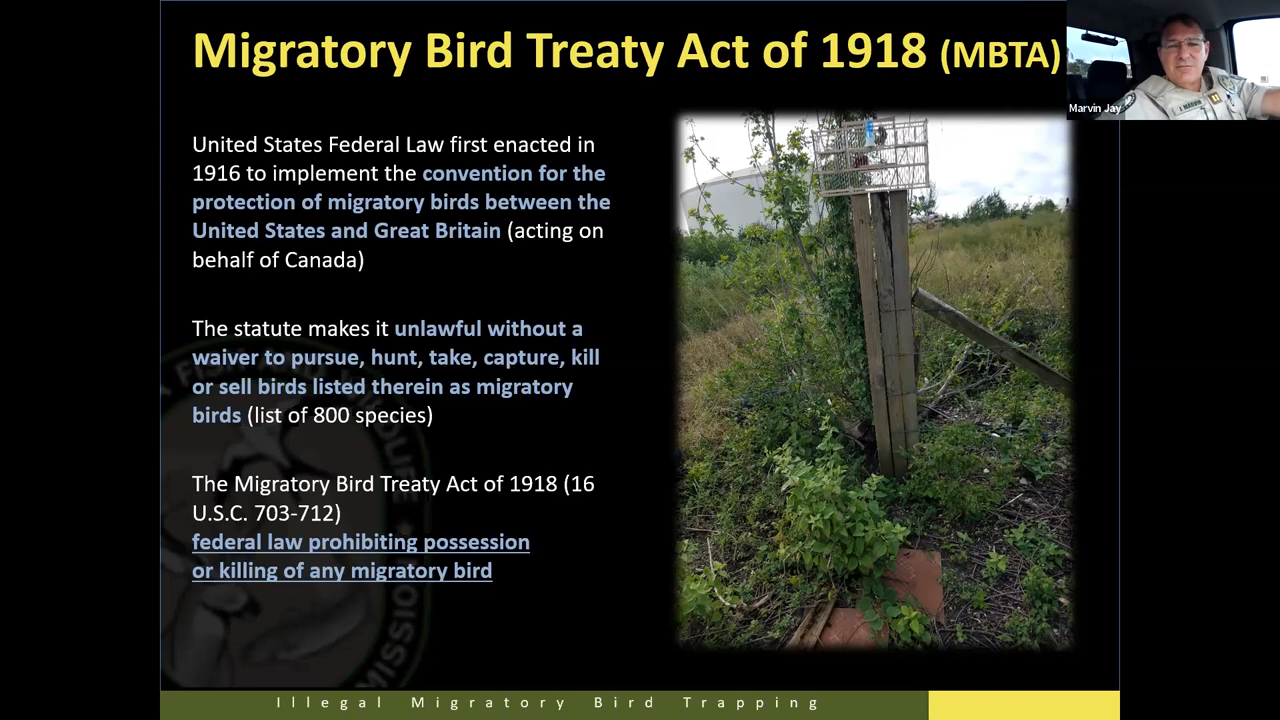 Migratory Bird Treaty Act of 1918 (MBTA)
Marvin Jay
United States Federal Law first enacted in
1916 to implement the convention for the
protection of migratory birds between the
United States and Great Britain (acting on
behalf of Canada)
The statute makes it unlawful without a
waiver to pursue, hunt, take, capture, kill
or sell birds listed therein as migratory
birds (list of 800 species)
The Migratory Bird Treaty Act of 1918 (16
U.S.C. 703-712)
federal law prohibiting possession
or killing of any migratory bird
Illegal Migratory Bird Trapping